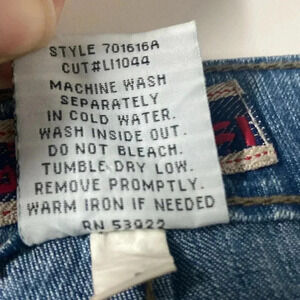 STYLE 701616A
CUT#LI1044
MACHINE WASH
SEPARATELY
IN COLD WATER.
WASH INSIDE OUT.
DO NOT BLEACH.
TUMBLE DRY LOW.
REMOVE PROMPTLY.
WARM IRON IF NEEDED
RN 53922